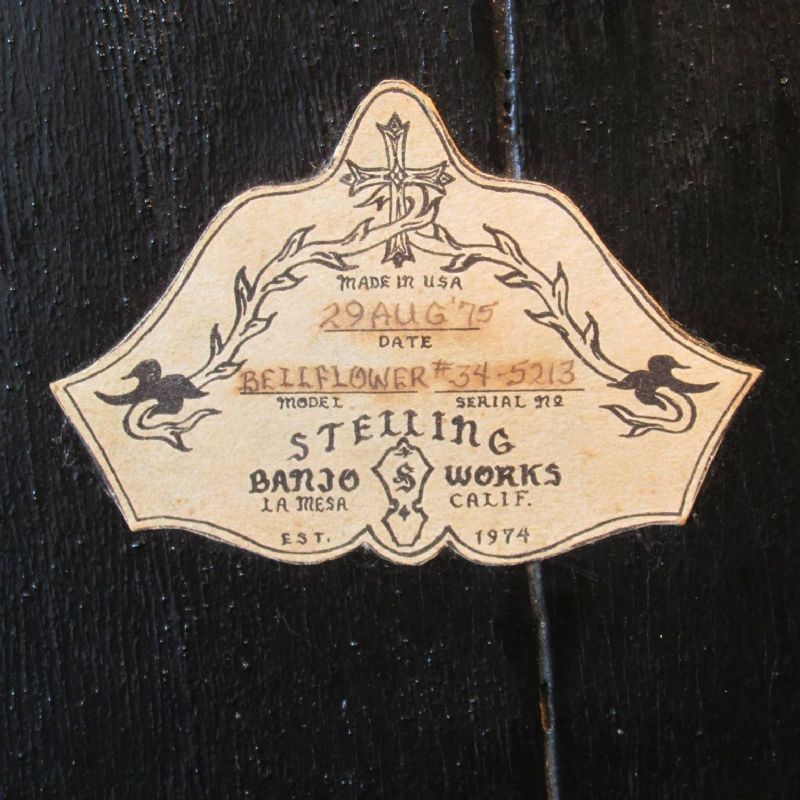 MADE IN USA
29 AUG '75
DATE
BELLFLOWER #34-5213
MODEL SERIAL NO
STELLING
BANJO S WORKS
LA MESA CALIF.
EST. 1974